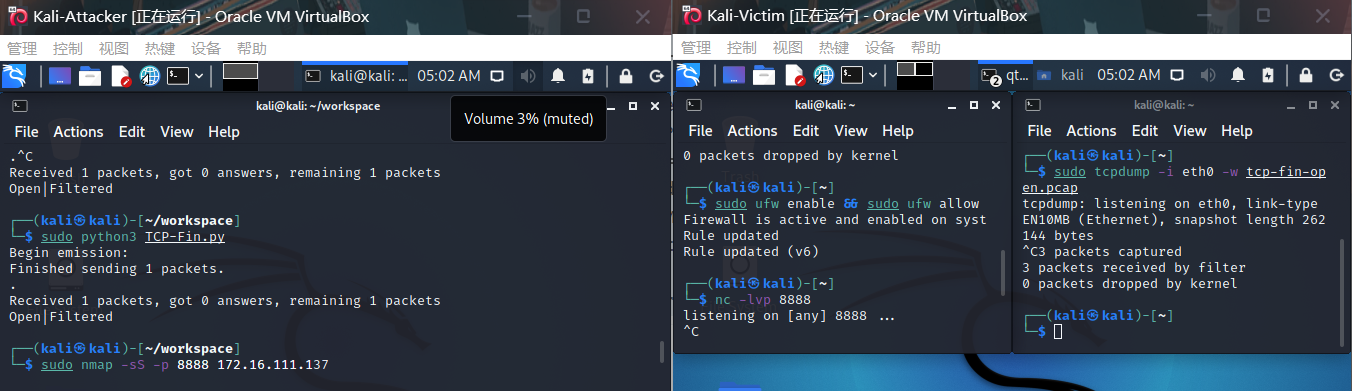 Kali-Attacker [正在运行] - Oracle VM VirtualBox
管理 控制 视图 热键 设备 帮助
kali@kali: ... 05:02 AM
kali@kali: ~/workspace
Volume 3% (muted)
File Actions Edit View Help
.^C
Received 1 packets, got 0 answers, remaining 1 packets
Open|Filtered
┌──(kali㉿kali)-[~/workspace]
└─$ sudo python3 TCP-Fin.py
Begin emission:
Finished sending 1 packets.
.
Received 1 packets, got 0 answers, remaining 1 packets
Open|Filtered
┌──(kali㉿kali)-[~/workspace]
└─$ sudo nmap -sS -p 8888 172.16.111.137
Kali-Victim [正在运行] - Oracle VM VirtualBox
管理 控制 视图 热键 设备 帮助
2 qt... kali 05:02 AM
kali@kali: ~
File Actions Edit View Help
0 packets dropped by kernel
┌──(kali㉿kali)-[~]
└─$ sudo ufw enable && sudo ufw allow
Firewall is active and enabled on syst
Rule updated
Rule updated (v6)
┌──(kali㉿kali)-[~]
└─$ nc -lvp 8888
listening on [any] 8888 ...
^C
kali@kali: ~
File Actions Edit View Help
┌──(kali㉿kali)-[~]
└─$ sudo tcpdump -i eth0 -w tcp-fin-op
en.pcap
tcpdump: listening on eth0, link-type
EN10MB (Ethernet), snapshot length 262
144 bytes
^C3 packets captured
3 packets received by filter
0 packets dropped by kernel
┌──(kali㉿kali)-[~]
└─$